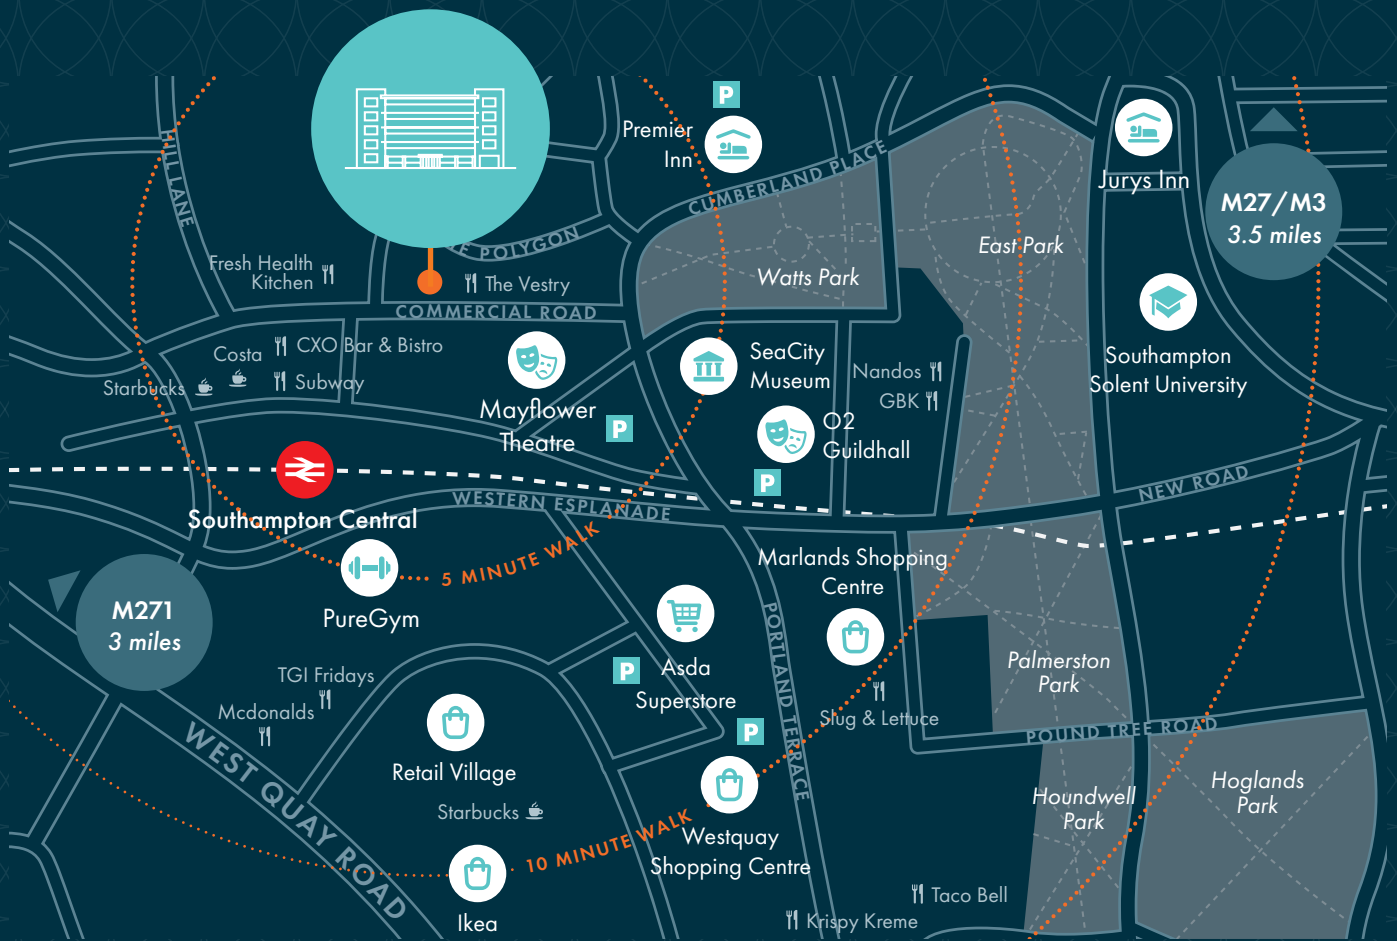 P
Premier
Inn
CUMBERLAND PLACE
Jurys Inn
HILL LANE
M27/M3
3.5 miles
POLYGON
East Park
Watts Park
Fresh Health
Kitchen
The Vestry
COMMERCIAL ROAD
CXO Bar & Bistro
Costa
Subway
Starbucks
SeaCity
Museum
Nandos
GBK
Southampton
Solent University
Mayflower
Theatre
P
O2
Guildhall
P
NEW ROAD
Southampton Central
WESTERN ESPLANADE
5 MINUTE WALK
PureGym
Marlands Shopping
Centre
M271
3 miles
PORTLAND TERRACE
P
Asda
Superstore
Palmerston
Park
TGI Fridays
Mcdonalds
Slug & Lettuce
POUND TREE ROAD
P
WEST QUAY ROAD
Retail Village
Starbucks
Hoglands
Park
Houndwell
Park
10 MINUTE WALK
Westquay
Shopping Centre
Ikea
Taco Bell
Krispy Kreme